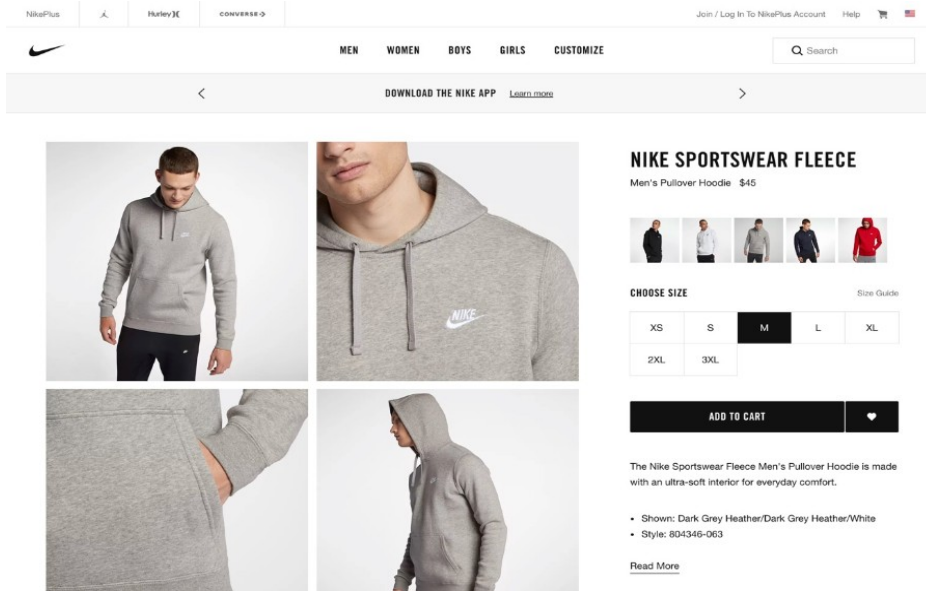 NikePlus
Hurley
CONVERSE
Join / Log In To NikePlus Account
Help
MEN
WOMEN
BOYS
GIRLS
CUSTOMIZE
Search
DOWNLOAD THE NIKE APP Learn more
NIKE SPORTSWEAR FLEECE
Men's Pullover Hoodie $45
NIKE
CHOOSE SIZE
Size Guide
XS
S
M
L
XL
2XL
3XL
ADD TO CART
The Nike Sportswear Fleece Men's Pullover Hoodie is made
with an ultra-soft interior for everyday comfort.
• Shown: Dark Grey Heather/Dark Grey Heather/White
• Style: 804346-063
Read More